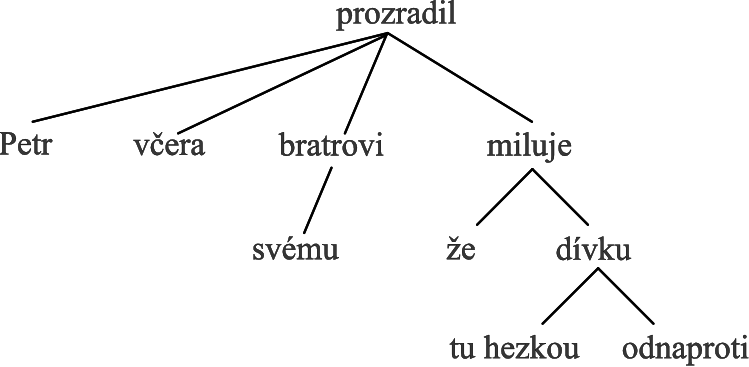 prozradil
Petr včera bratrovi miluje
svému že dívku
tu hezkou odnaproti